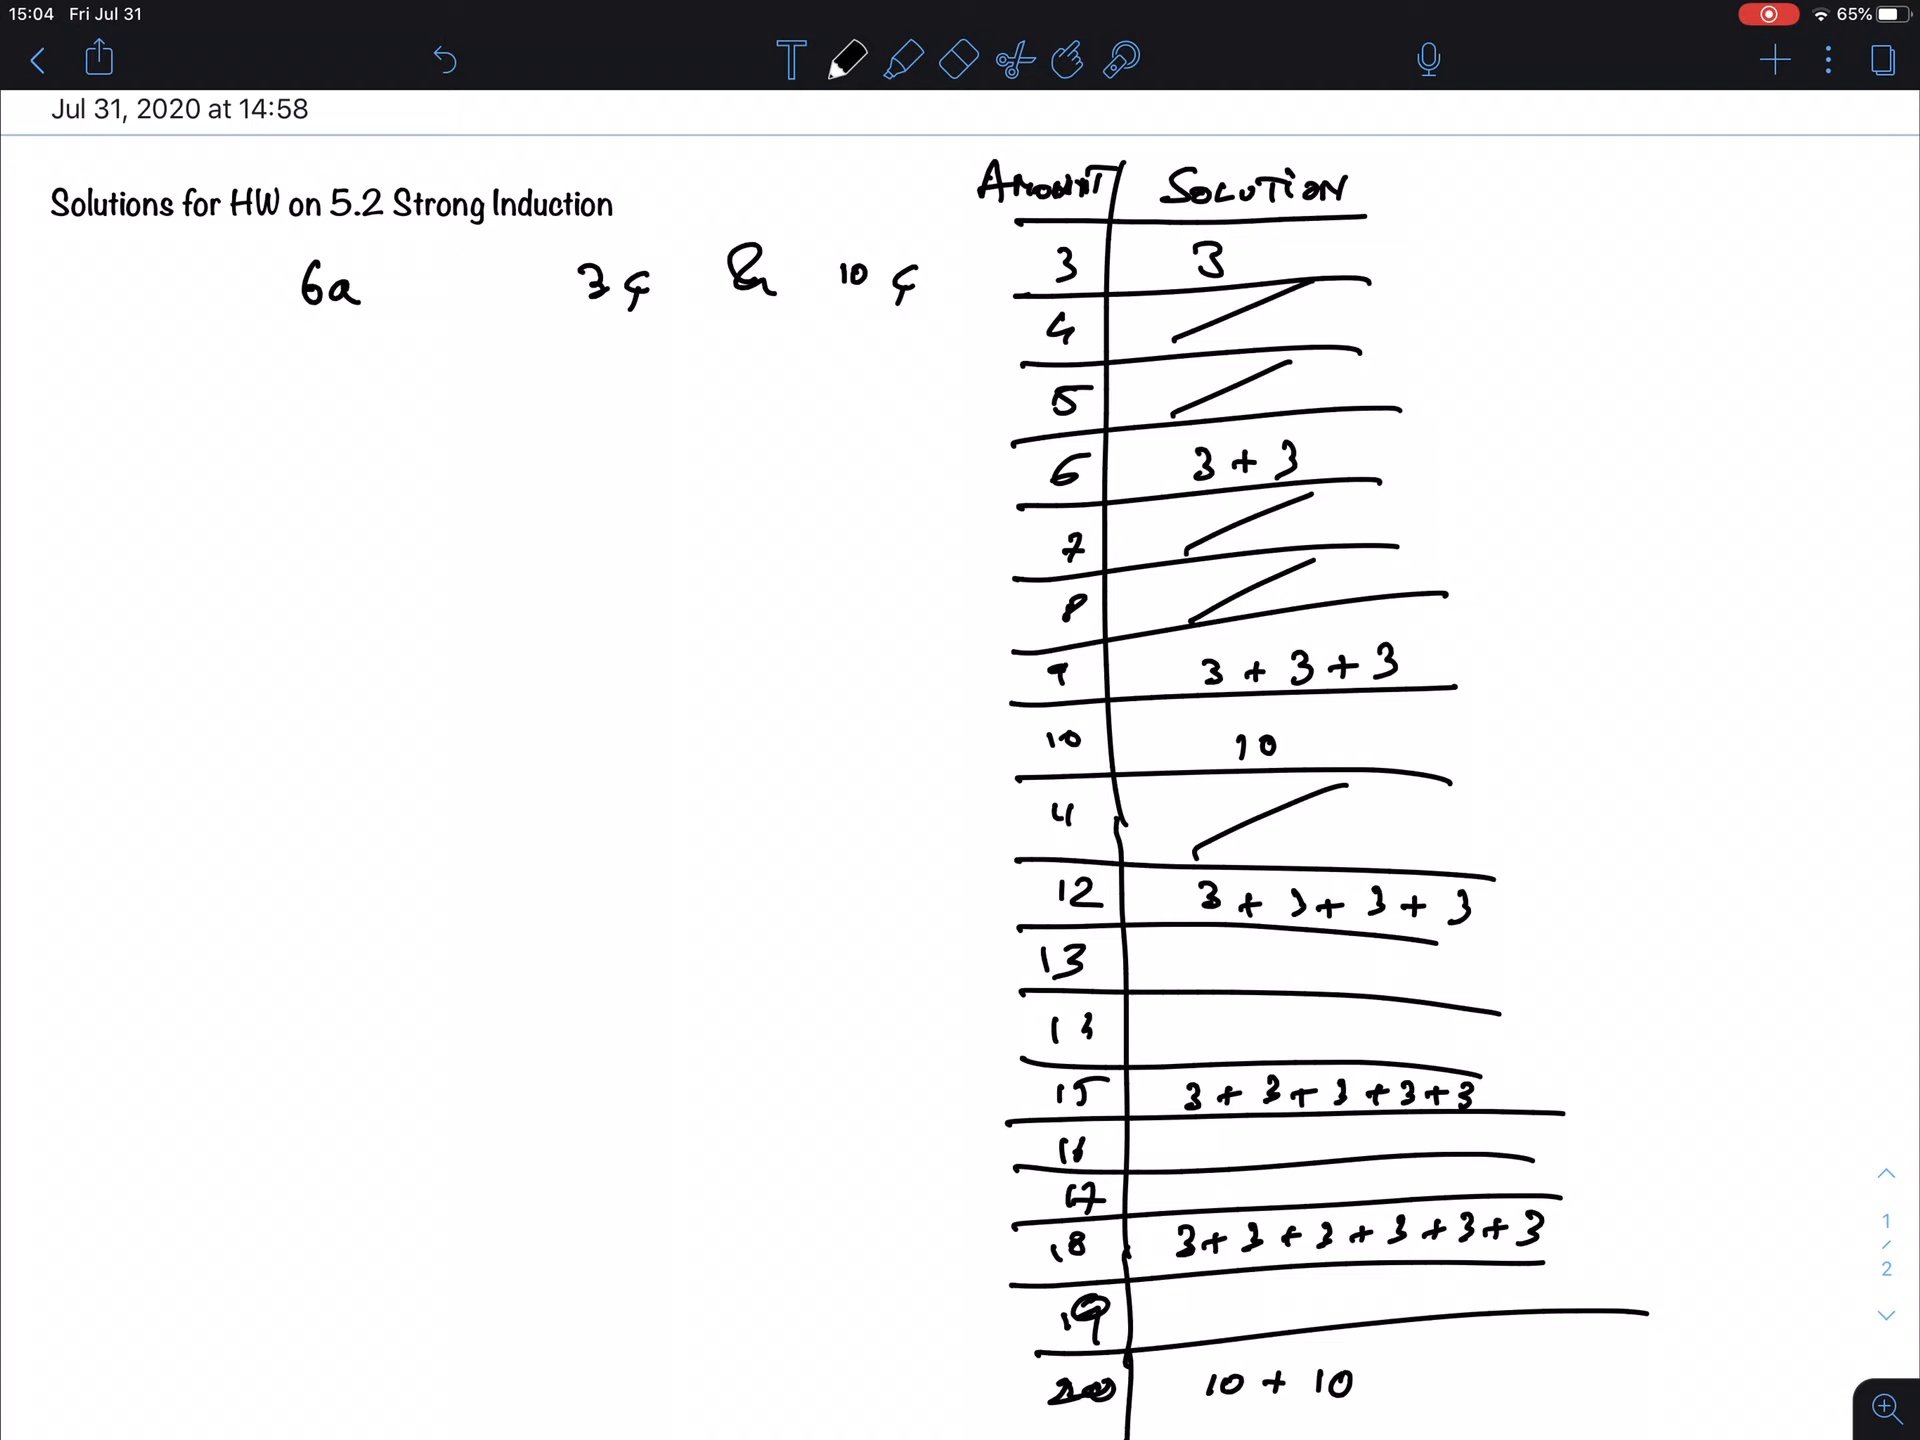 15:04 Fri Jul 31
65%
T
Jul 31, 2020 at 14:58
Solutions for HW on 5.2 Strong Induction
6a 3 ¢ & 10 ¢
AMOUNT SOLUTION
3 3
4
5
6 3 + 3
7
8
9 3 + 3 + 3
10 10
11
12 3 + 3 + 3 + 3
13
13
15 3 + 3 + 3 + 3 + 3
16
17
18 3 + 3 + 3 + 3 + 3 + 3
19
20 10 + 10
1
/
2